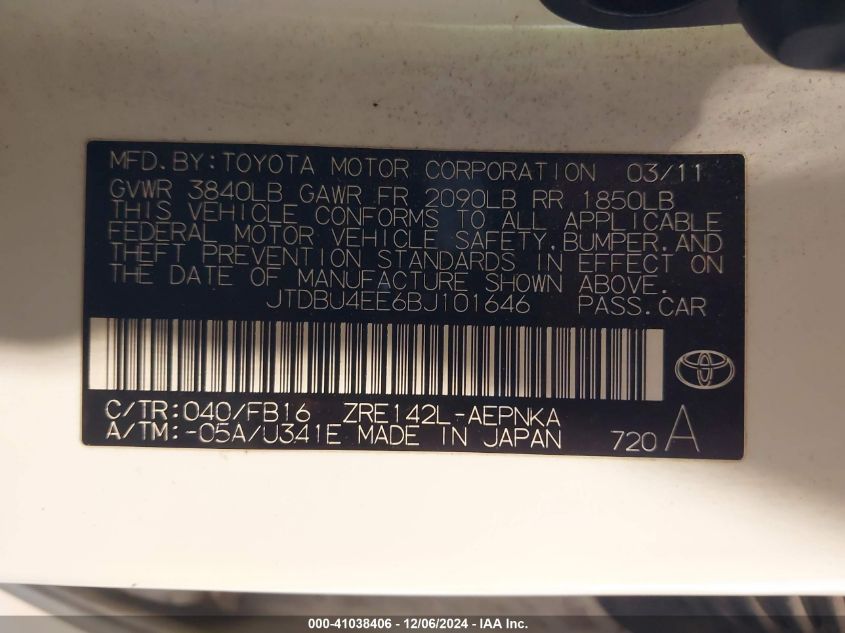 MFD.BY:TOYOTA MOTOR CORPORATION 03/11
GVWR 3840LB GAWR FR 2090LB RR 1850LB
THIS VEHICLE CONFORMS TO ALL APPLICABLE
FEDERAL MOTOR VEHICLE SAFETY,BUMPER,AND
THEFT PREVENTION STANDARDS IN EFFECT ON
THE DATE OF MANUFACTURE SHOWN ABOVE.
JTDBU4EE6BJ101646 PASS.CAR
C/TR:040/FB16 ZRE142L-AEPNKA
A/TM:-05A/U341E MADE IN JAPAN 720 A
000-41038406 - 12/06/2024 - IAA Inc.